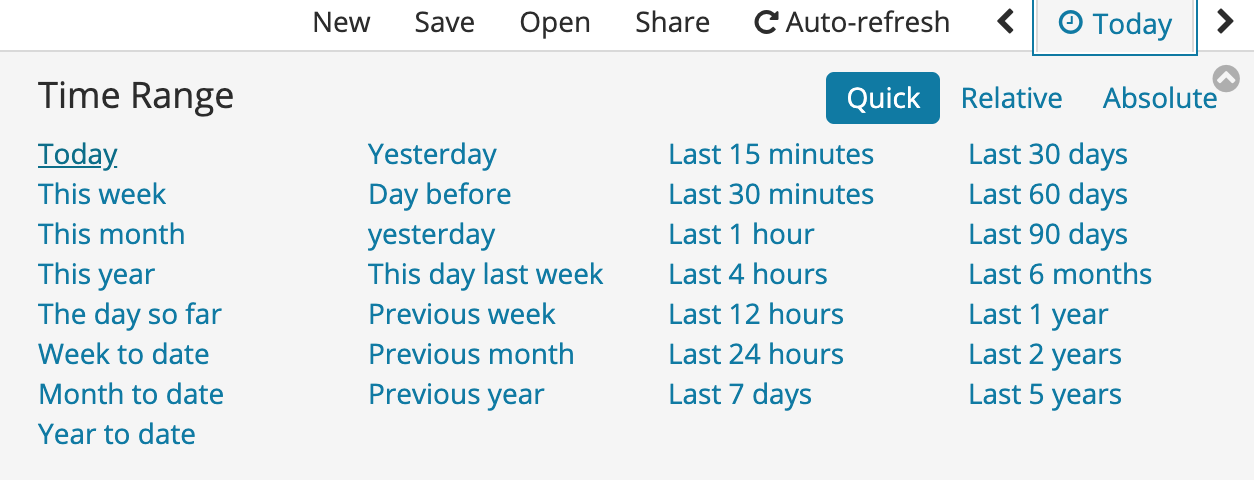 New Save Open Share Auto-refresh Today
Time Range Quick Relative Absolute
Today Yesterday Last 15 minutes Last 30 days
This week Day before Last 30 minutes Last 60 days
This month yesterday Last 1 hour Last 90 days
This year This day last week Last 4 hours Last 6 months
The day so far Previous week Last 12 hours Last 1 year
Week to date Previous month Last 24 hours Last 2 years
Month to date Previous year Last 7 days Last 5 years
Year to date